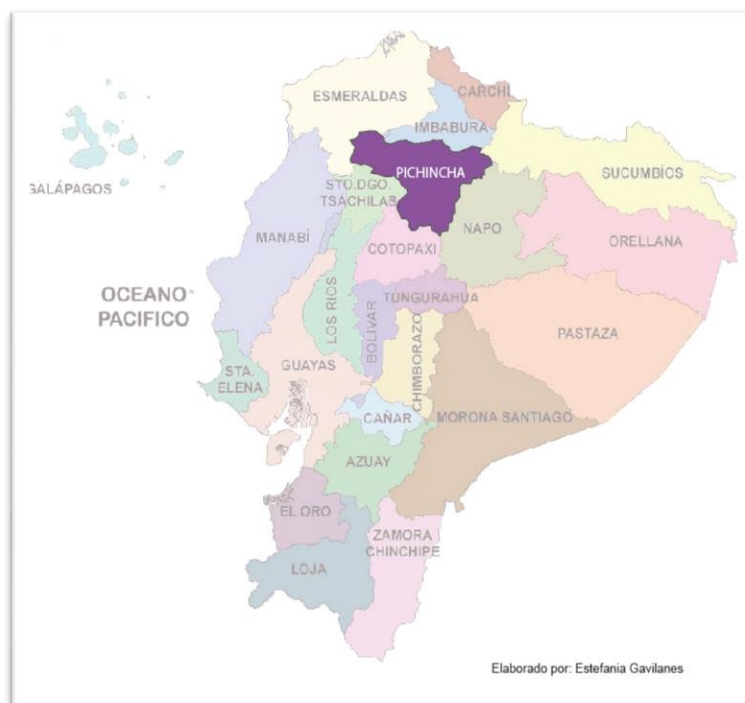 ESMERALDAS
CARCHI
IMBABURA
PICHINCHA
SUCUMBÍOS
GALÁPAGOS
STO.DGO.
TSACHILAS
MANABÍ
NAPO
ORELLANA
COTOPAXI
OCEANO
PACIFICO
LOS RIOS
BOLIVAR
TUNGURAHUA
CHIMBORAZO
PASTAZA
STA.
ELENA
GUAYAS
CAÑAR
MORONA SANTIAGO
AZUAY
EL ORO
ZAMORA
CHINCHIPE
LOJA
Elaborado por: Estefania Gavilanes